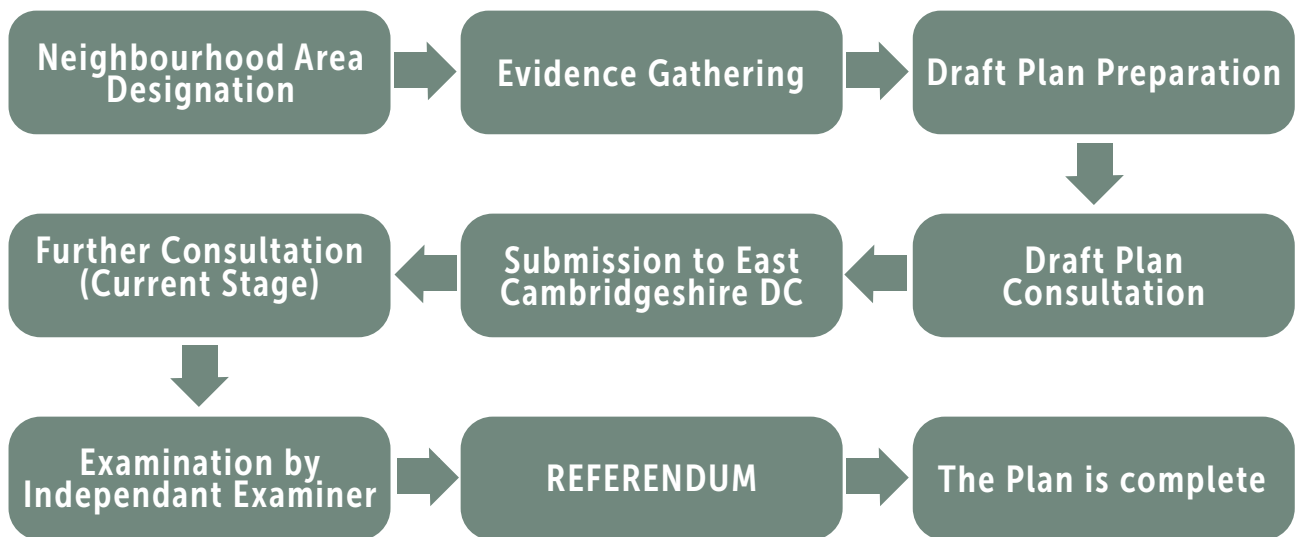 Neighbourhood Area
Designation
Evidence Gathering
Draft Plan Preparation
Draft Plan
Consultation
Submission to East
Cambridgeshire DC
Further Consultation
(Current Stage)
Examination by
Independant Examiner
REFERENDUM
The Plan is complete